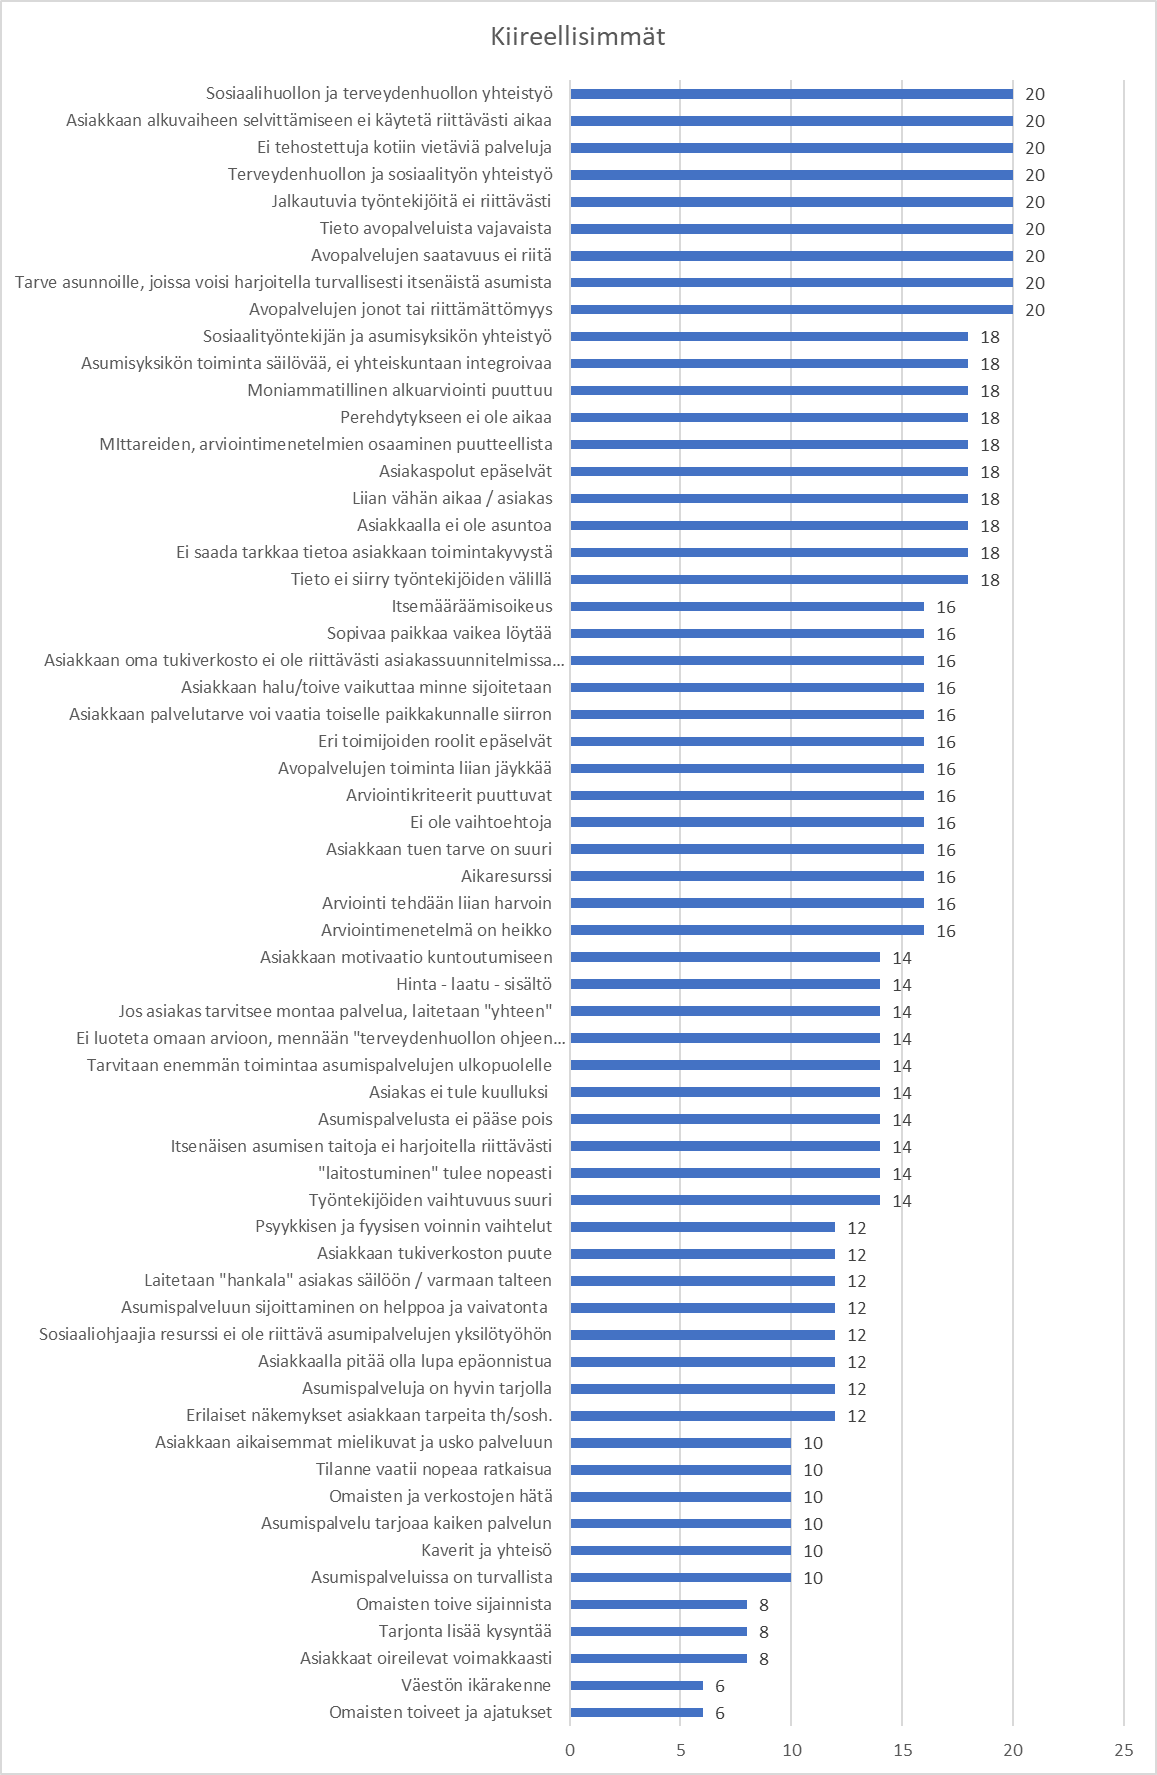 Kiireellisimmät
Sosiaalihuollon ja terveydenhuollon yhteistyö 20
Asiakkaan alkuvaiheen selvittämiseen ei käytetä riittävästi aikaa 20
Ei tehostettuja kotiin vietäviä palveluja 20
Terveydenhuollon ja sosiaalityön yhteistyö 20
Jalkautuvia työntekijöitä ei riittävästi 20
Tieto avopalveluista vajavaista 20
Avopalvelujen saatavuus ei riitä 20
Tarve asunnoille, joissa voisi harjoitella turvallisesti itsenäistä asumista 20
Avopalvelujen jonot tai riittämättömyys 20
Sosiaalityöntekijän ja asumisyksikön yhteistyö 18
Asumisyksikön toiminta säilövää, ei yhteiskuntaan integroivaa 18
Moniammatillinen alkuarviointi puuttuu 18
Perehdytykseen ei ole aikaa 18
MIttareiden, arviointimenetelmien osaaminen puutteellista 18
Asiakaspolut epäselvät 18
Liian vähän aikaa / asiakas 18
Asiakkaalla ei ole asuntoa 18
Ei saada tarkkaa tietoa asiakkaan toimintakyvystä 18
Tieto ei siirry työntekijöiden välillä 18
Itsemääräämisoikeus 16
Sopivaa paikkaa vaikea löytää 16
Asiakkaan oma tukiverkosto ei ole riittävästi asiakassuunnitelmissa… 16
Asiakkaan halu/toive vaikuttaa minne sijoitetaan 16
Asiakkaan palvelutarve voi vaatia toiselle paikkakunnalle siirron 16
Eri toimijoiden roolit epäselvät 16
Avopalvelujen toiminta liian jäykkää 16
Arviointikriteerit puuttuvat 16
Ei ole vaihtoehtoja 16
Asiakkaan tuen tarve on suuri 16
Aikaresurssi 16
Arviointi tehdään liian harvoin 16
Arviointimenetelmä on heikko 16
Asiakkaan motivaatio kuntoutumiseen 14
Hinta - laatu - sisältö 14
Jos asiakas tarvitsee montaa palvelua, laitetaan "yhteen" 14
Ei luoteta omaan arvioon, mennään "terveydenhuollon ohjeen… 14
Tarvitaan enemmän toimintaa asumispalvelujen ulkopuolelle 14
Asiakas ei tule kuulluksi 14
Asumispalvelusta ei pääse pois 14
Itsenäisen asumisen taitoja ei harjoitella riittävästi 14
"laitostuminen" tulee nopeasti 14
Työntekijöiden vaihtuvuus suuri 14
Psyykkisen ja fyysisen voinnin vaihtelut 12
Asiakkaan tukiverkoston puute 12
Laitetaan "hankala" asiakas säilöön / varmaan talteen 12
Asumispalveluun sijoittaminen on helppoa ja vaivatonta 12
Sosiaaliohjaajia resurssi ei ole riittävä asumipalvelujen yksilötyöhön 12
Asiakkaalla pitää olla lupa epäonnistua 12
Asumispalveluja on hyvin tarjolla 12
Erilaiset näkemykset asiakkaan tarpeita th/sosh. 12
Asiakkaan aikaisemmat mielikuvat ja usko palveluun 10
Tilanne vaatii nopeaa ratkaisua 10
Omaisten ja verkostojen hätä 10
Asumispalvelu tarjoaa kaiken palvelun 10
Kaverit ja yhteisö 10
Asumispalveluissa on turvallista 10
Omaisten toive sijainnista 8
Tarjonta lisää kysyntää 8
Asiakkaat oireilevat voimakkaasti 8
Väestön ikärakenne 6
Omaisten toiveet ja ajatukset 6
0 5 10 15 20 25